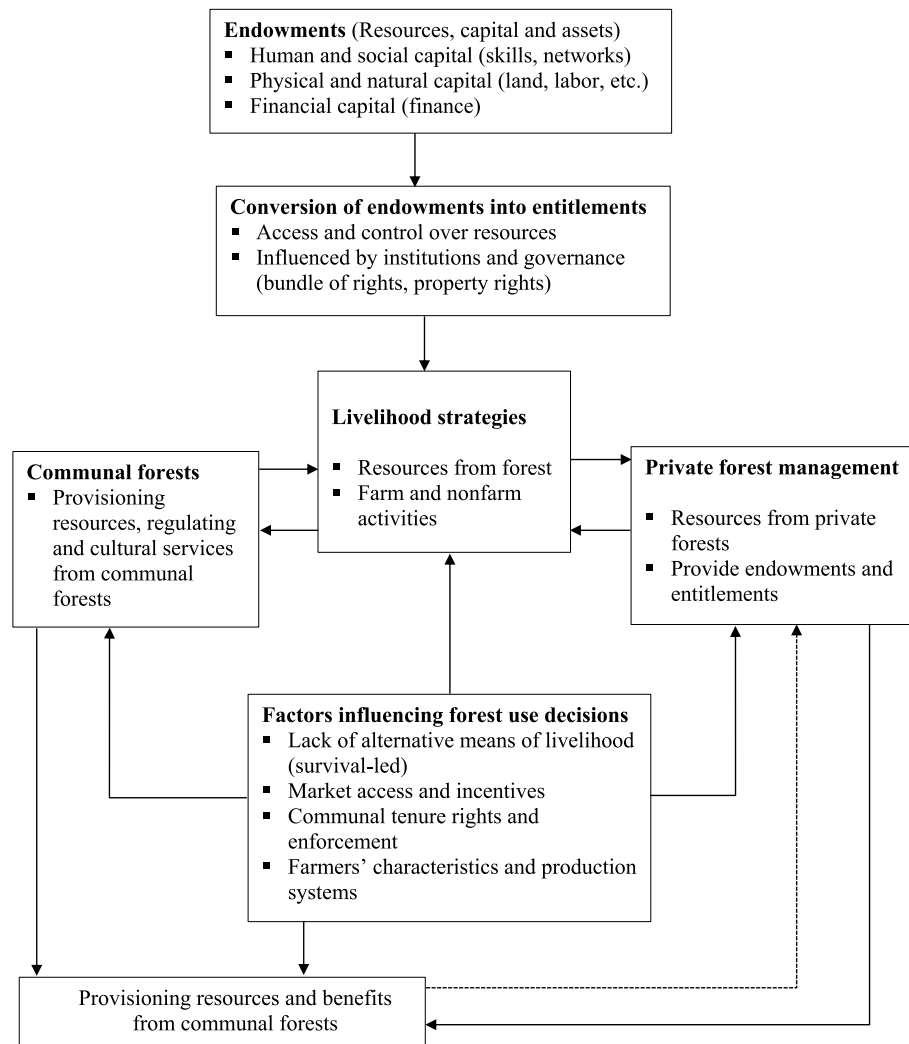 Endowments (Resources, capital and assets)
▪ Human and social capital (skills, networks)
▪ Physical and natural capital (land, labor, etc.)
▪ Financial capital (finance)
Conversion of endowments into entitlements
▪ Access and control over resources
▪ Influenced by institutions and governance
(bundle of rights, property rights)
Livelihood strategies
▪ Resources from forest
▪ Farm and nonfarm
activities
Communal forests
▪ Provisioning
resources, regulating
and cultural services
from communal
forests
Private forest management
▪ Resources from private
forests
▪ Provide endowments and
entitlements
Factors influencing forest use decisions
▪ Lack of alternative means of livelihood
(survival-led)
▪ Market access and incentives
▪ Communal tenure rights and
enforcement
▪ Farmers’ characteristics and production
systems
Provisioning resources and benefits
from communal forests